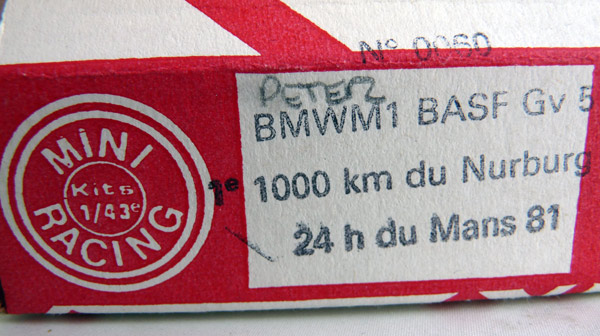 N° 0060
PETER
BMWM1 BASF Gv 5
1e 1000 km du Nurburg
24 h du Mans 81
MINI
Kits
1/43e
RACING